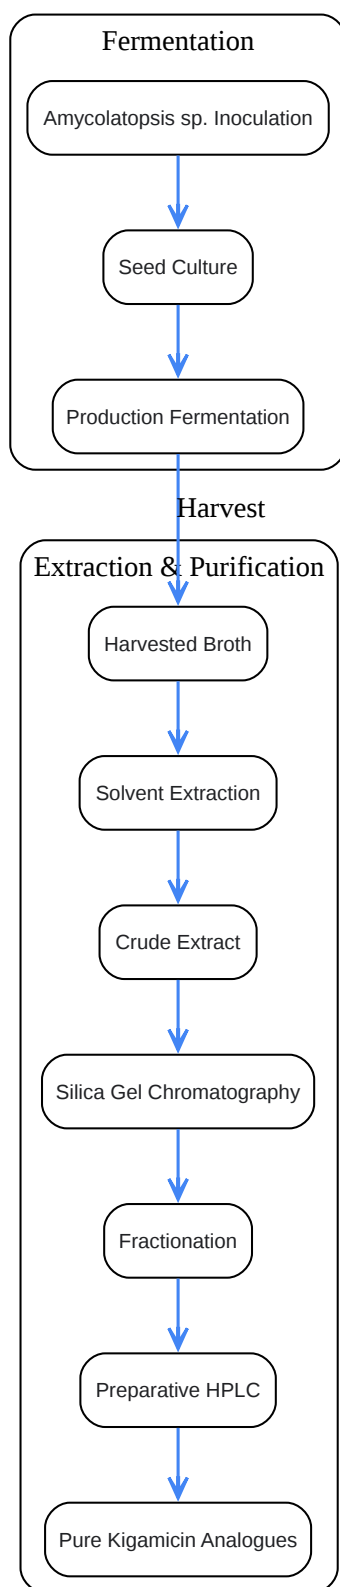 Fermentation
Amycolatopsis sp. Inoculation
Seed Culture
Production Fermentation
Harvest
Extraction & Purification
Harvested Broth
Solvent Extraction
Crude Extract
Silica Gel Chromatography
Fractionation
Preparative HPLC
Pure Kigamicin Analogues